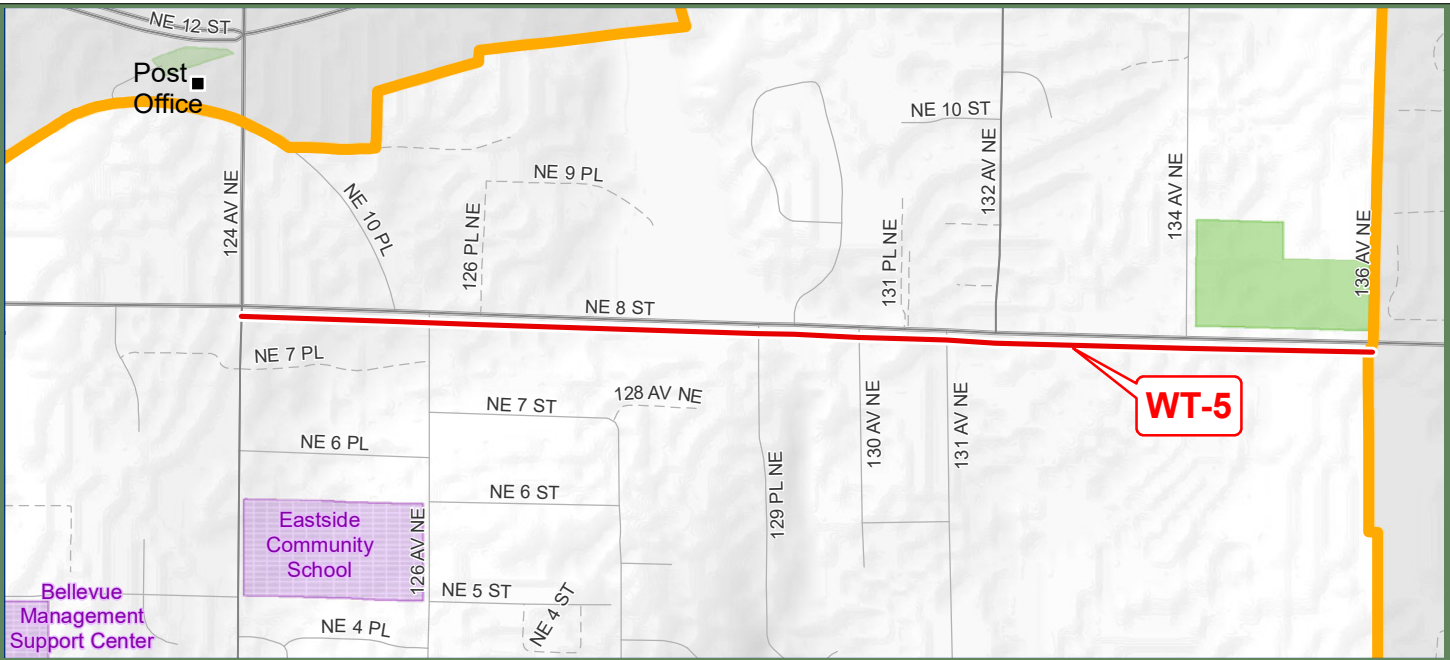 NE 12 ST
Post
Office
124 AV NE
NE 10 PL
126 PL NE
NE 9 PL
NE 10 ST
132 AV NE
131 PL NE
134 AV NE
136 AV NE
NE 8 ST
NE 7 PL
NE 7 ST
128 AV NE
WT-5
130 AV NE
131 AV NE
NE 6 PL
129 PL NE
NE 6 ST
Eastside
Community
School
126 AV NE
NE 5 ST
NE 4 ST
NE 4 PL
Bellevue
Management
Support Center